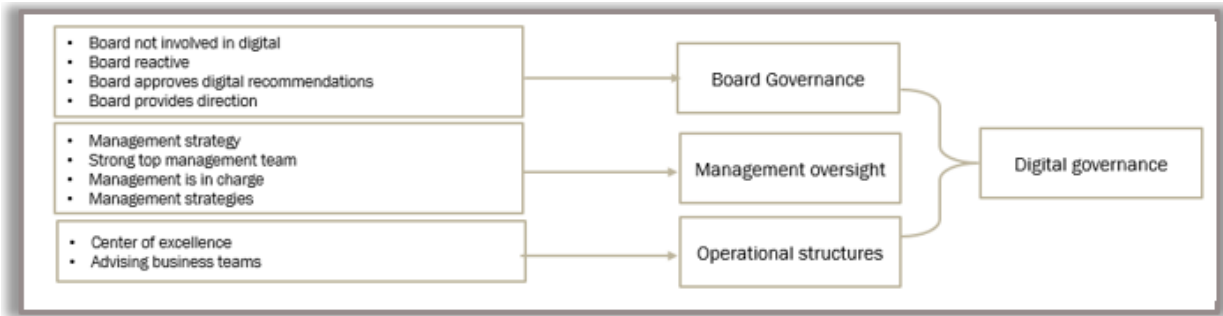 • Board not involved in digital
• Board reactive
• Board approves digital recommendations
• Board provides direction
Board Governance
• Management strategy
• Strong top management team
• Management is in charge
• Management strategies
Management oversight
Digital governance
• Center of excellence
• Advising business teams
Operational structures